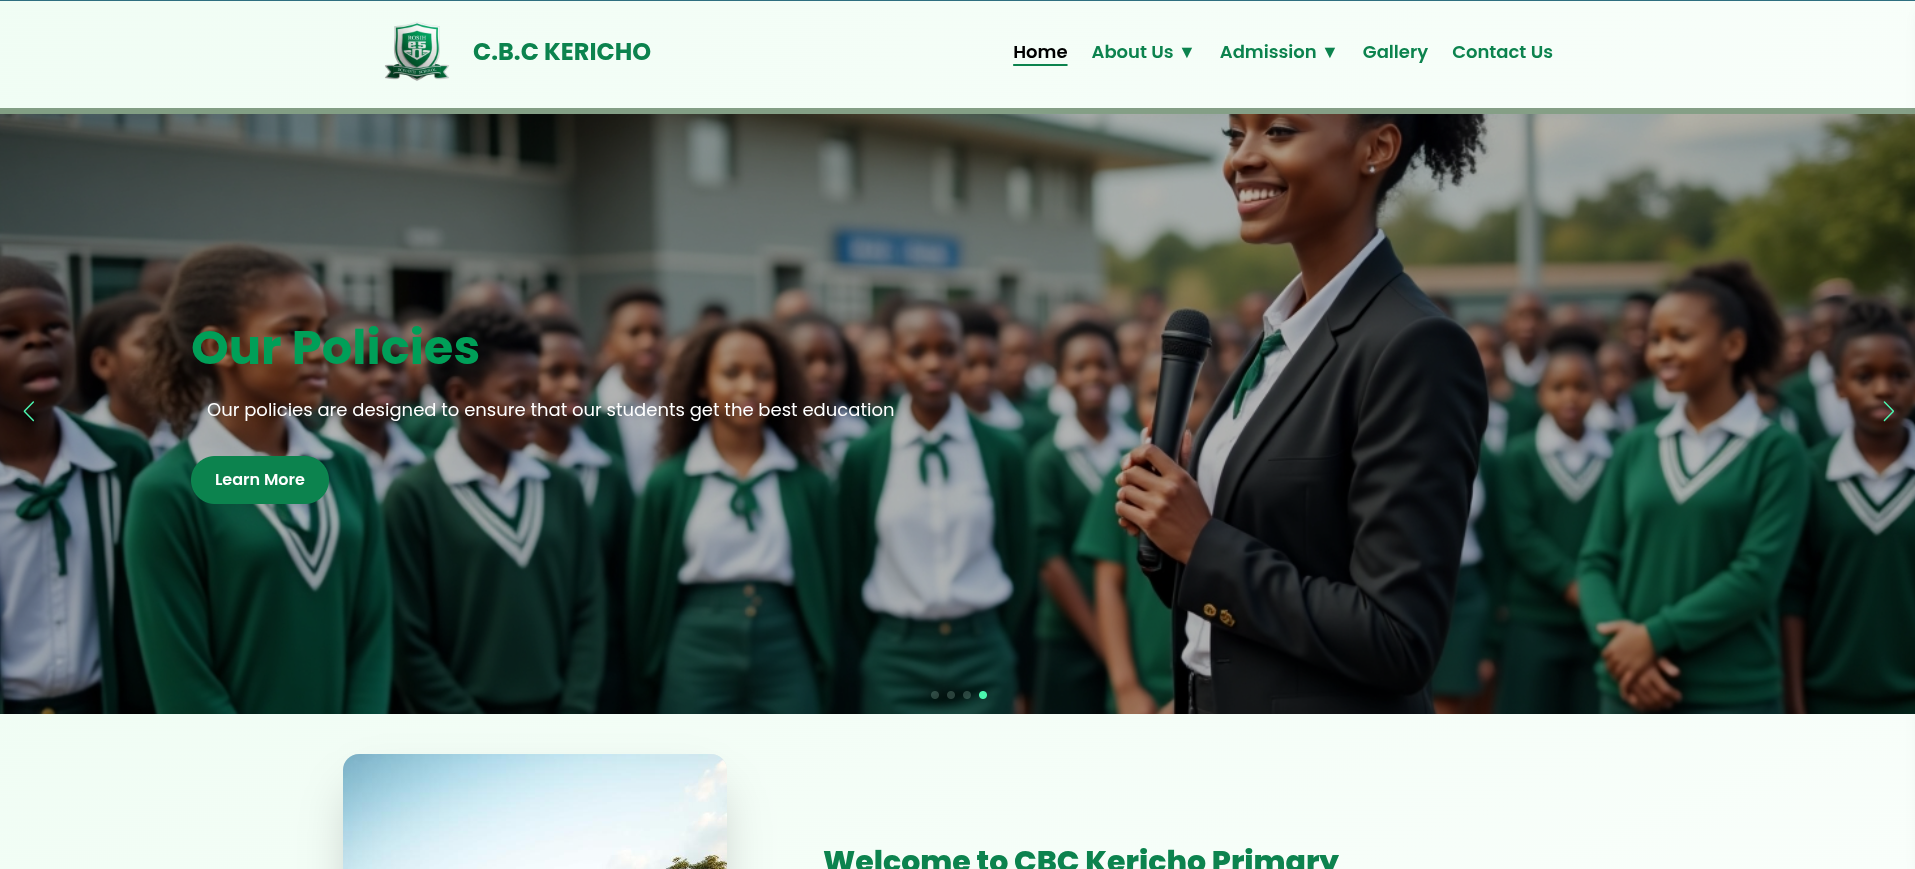 C.B.C KERICHO
Home About Us ▼ Admission ▼ Gallery Contact Us
Our Policies
Our policies are designed to ensure that our students get the best education
Learn More
Welcome to CBC Kericho Primary